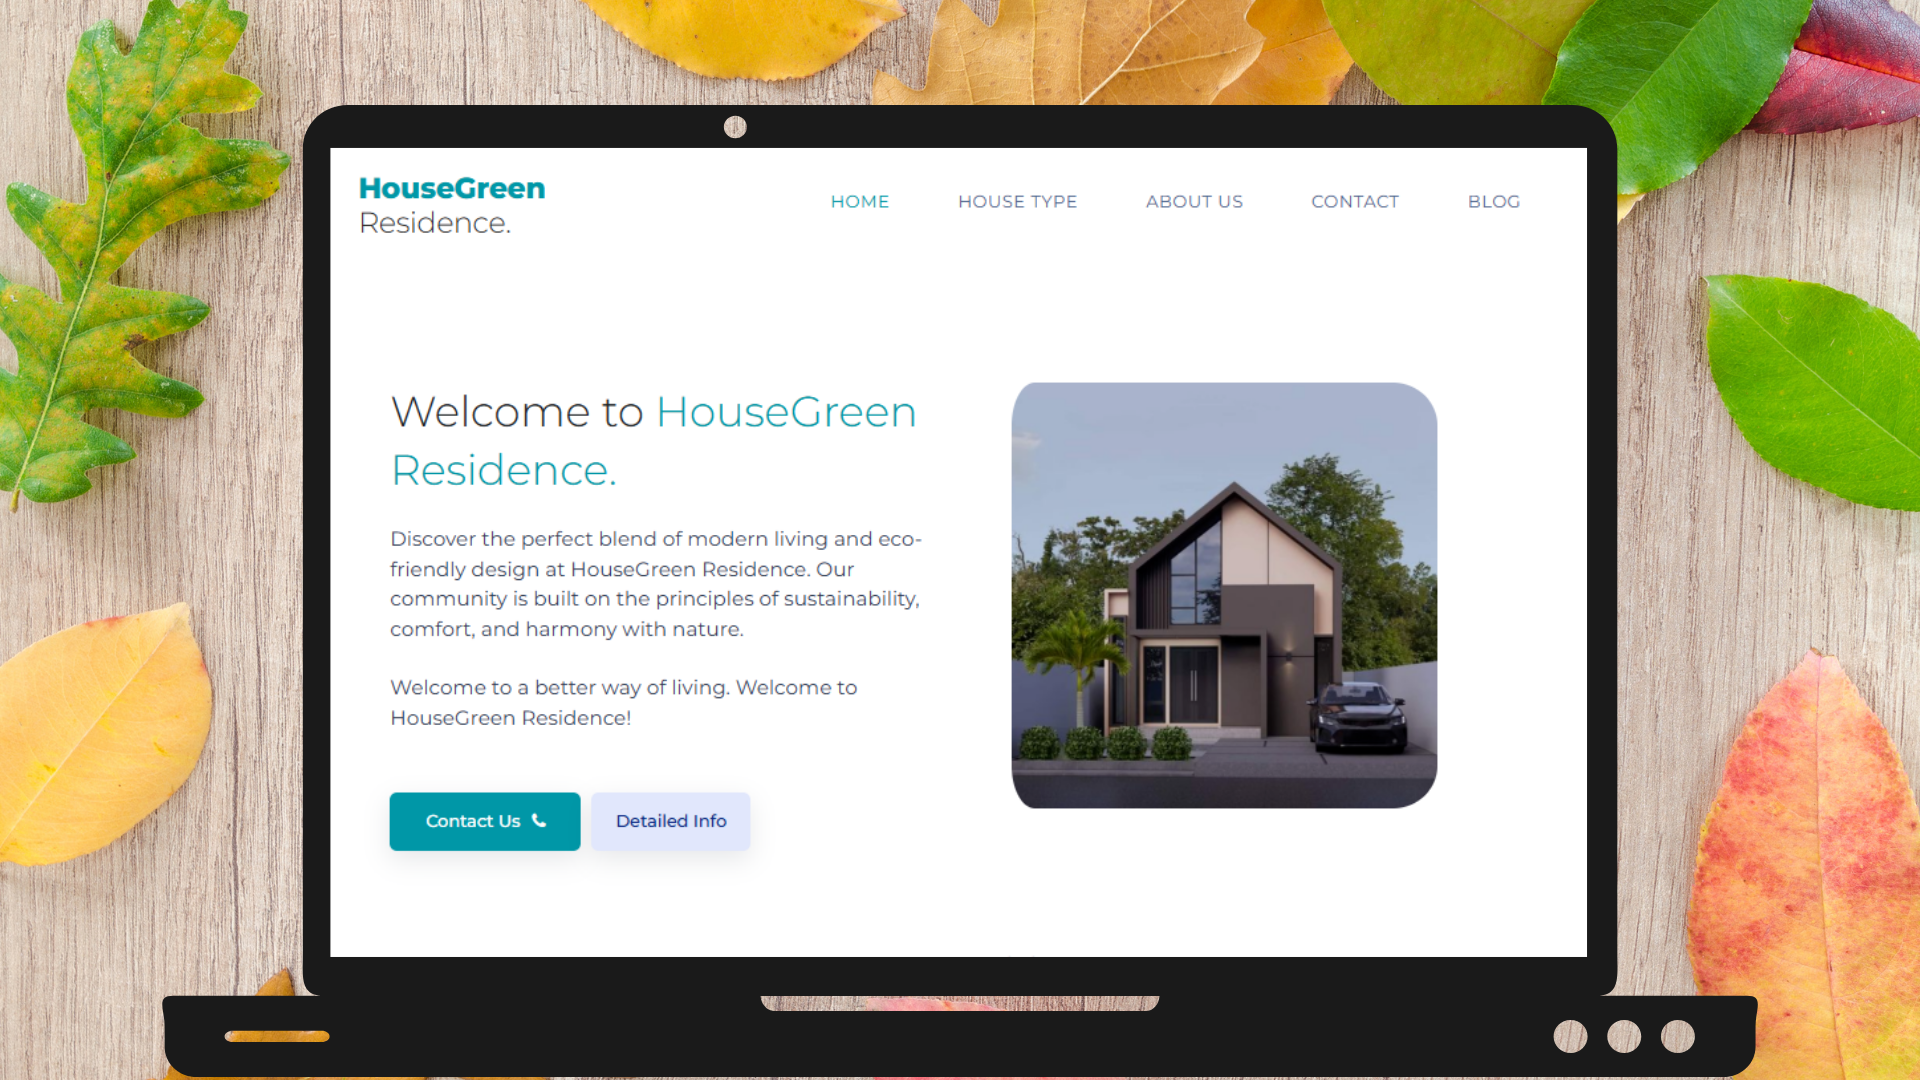 HouseGreen
Residence.
HOME HOUSE TYPE ABOUT US CONTACT BLOG
Welcome to HouseGreen
Residence.
Discover the perfect blend of modern living and eco-
friendly design at HouseGreen Residence. Our
community is built on the principles of sustainability,
comfort, and harmony with nature.
Welcome to a better way of living. Welcome to
HouseGreen Residence!
Contact Us
Detailed Info